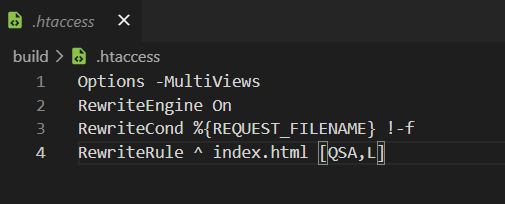 .htaccess
build > .htaccess
1 Options -MultiViews
2 RewriteEngine On
3 RewriteCond %{REQUEST_FILENAME} !-f
4 RewriteRule ^ index.html [QSA,L]